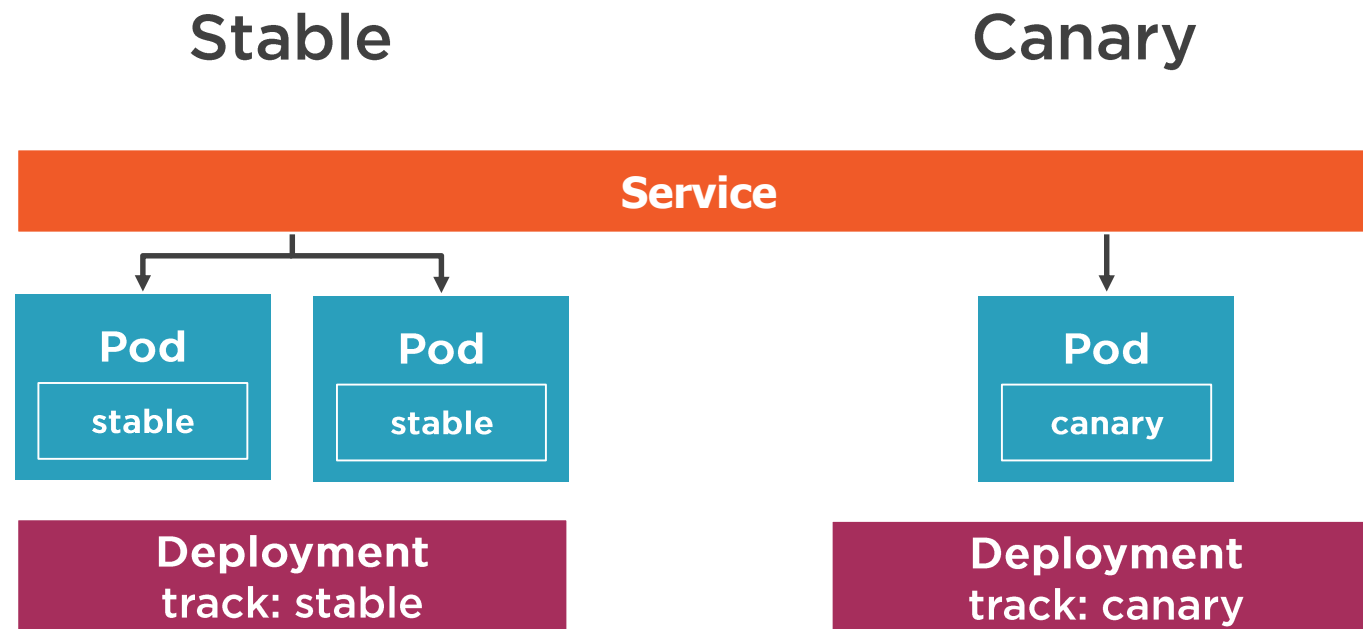 Stable
Canary
Service
Pod
stable
Pod
stable
Pod
canary
Deployment
track: stable
Deployment
track: canary